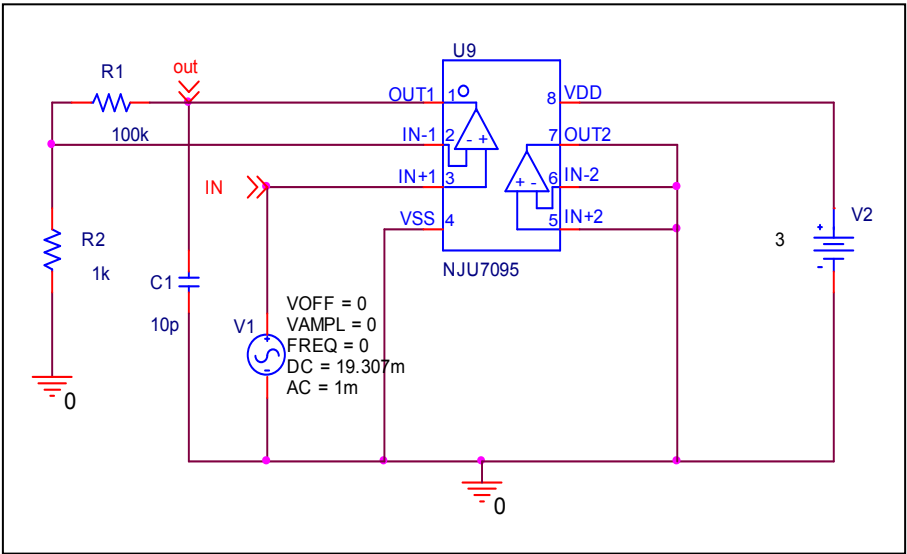 U9
R1
out
OUT1
1
8
VDD
100k
IN-1
2
- +
7
OUT2
IN
IN+1
3
+ -
6
IN-2
VSS
4
5
IN+2
V2
R2
1k
3
+
-
NJU7095
C1
10p
V1
+
-
VOFF = 0
VAMPL = 0
FREQ = 0
DC = 19.307m
AC = 1m
0
0